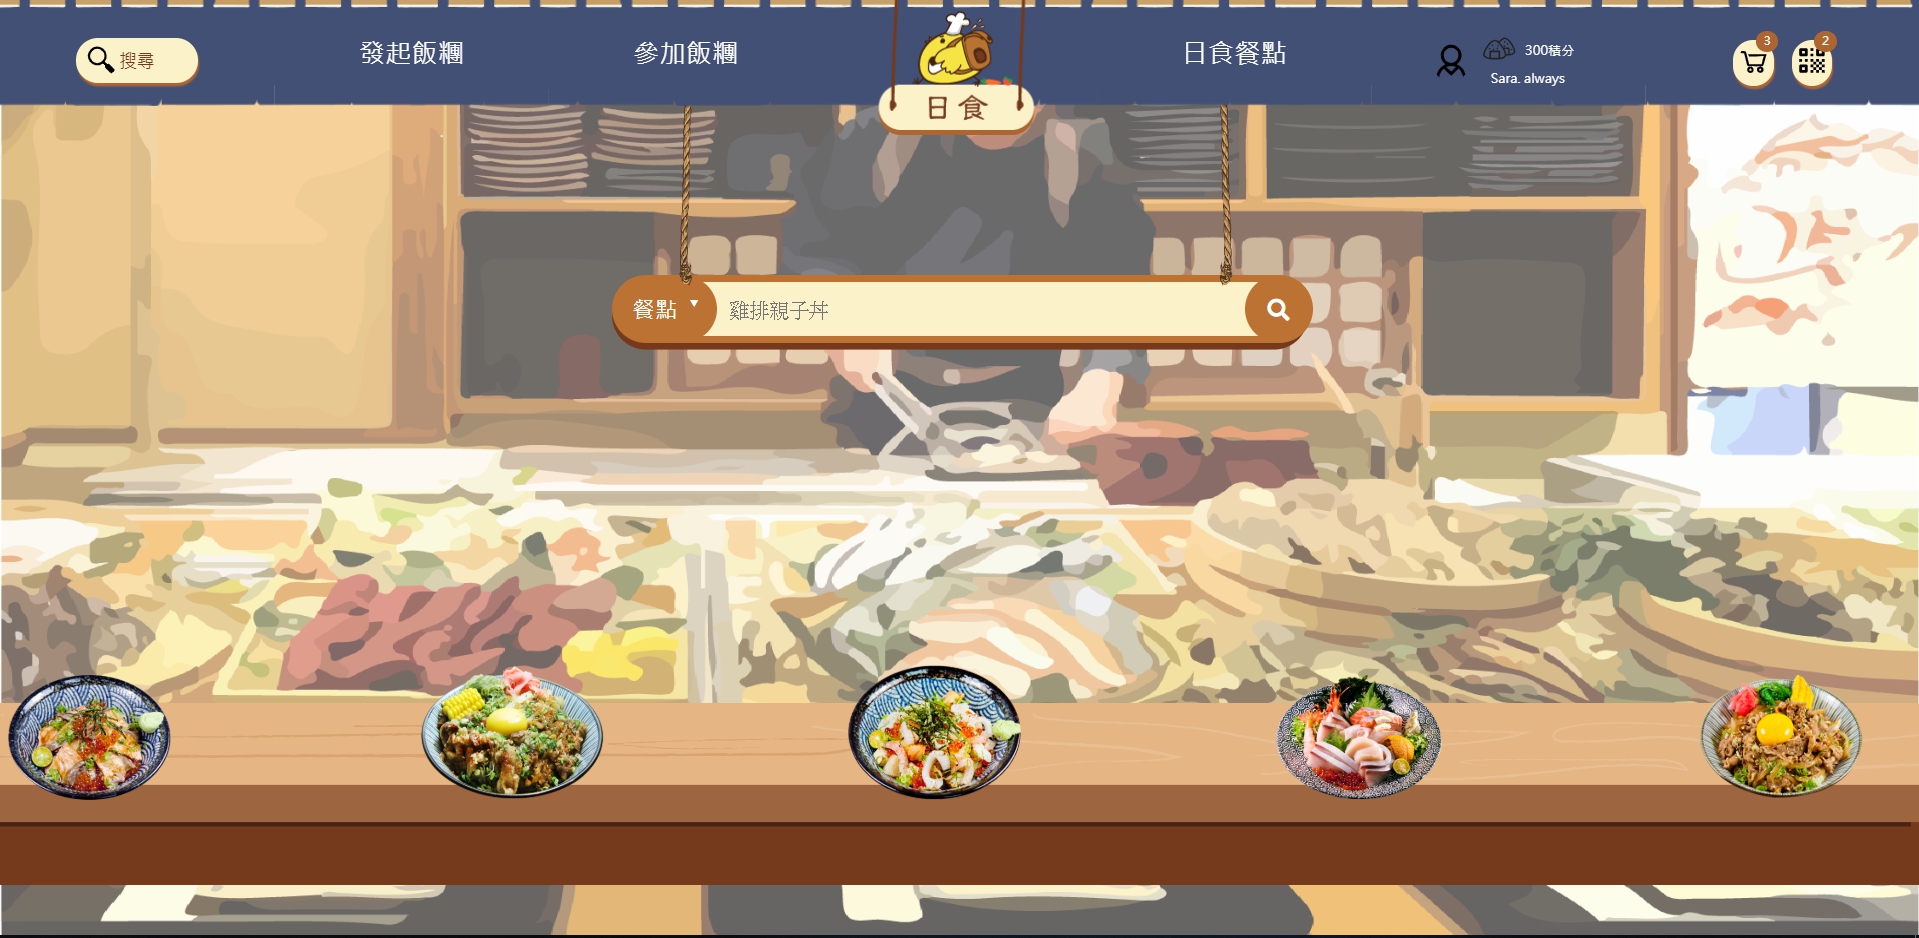 搜尋
發起飯糰
參加飯糰
日食
日食餐點
300積分
Sara. always
3
2
餐點
雞排親子丼